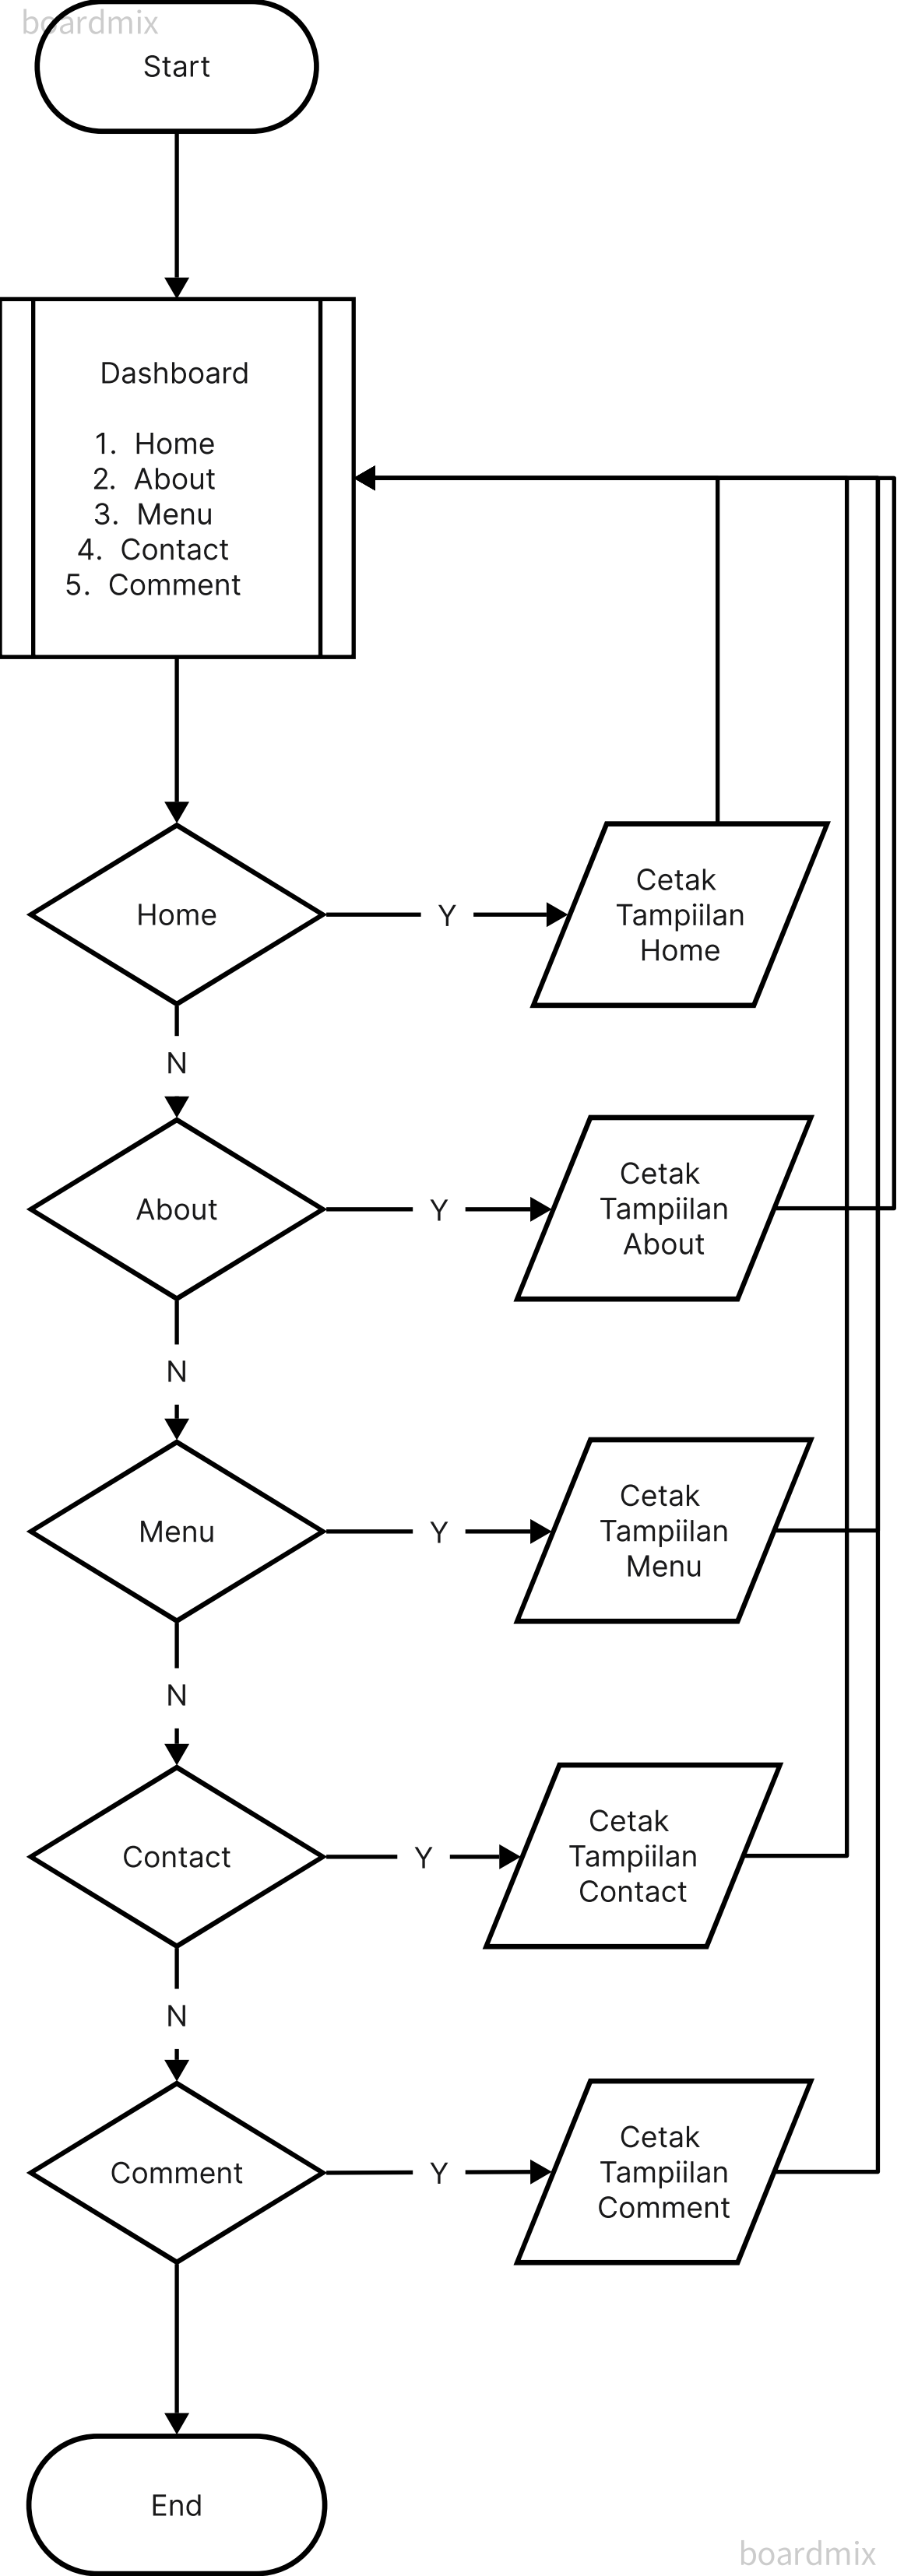 boardmix
Start
Dashboard
1. Home
2. About
3. Menu
4. Contact
5. Comment
Home
Y
Cetak
Tampiilan
Home
N
About
Y
Cetak
Tampiilan
About
N
Menu
Y
Cetak
Tampiilan
Menu
N
Contact
Y
Cetak
Tampiilan
Contact
N
Comment
Y
Cetak
Tampiilan
Comment
End
boardmix